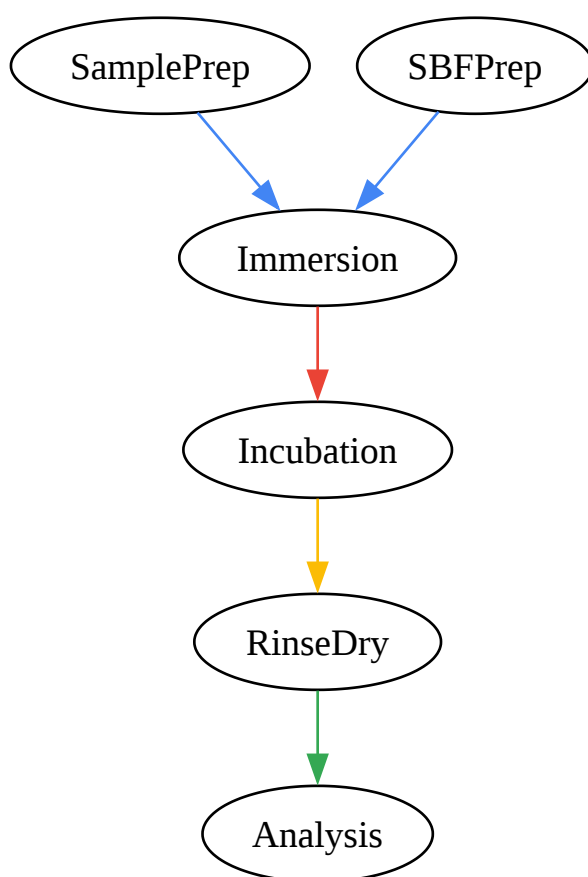 SamplePrep
SBFPrep
Immersion
Incubation
RinseDry
Analysis